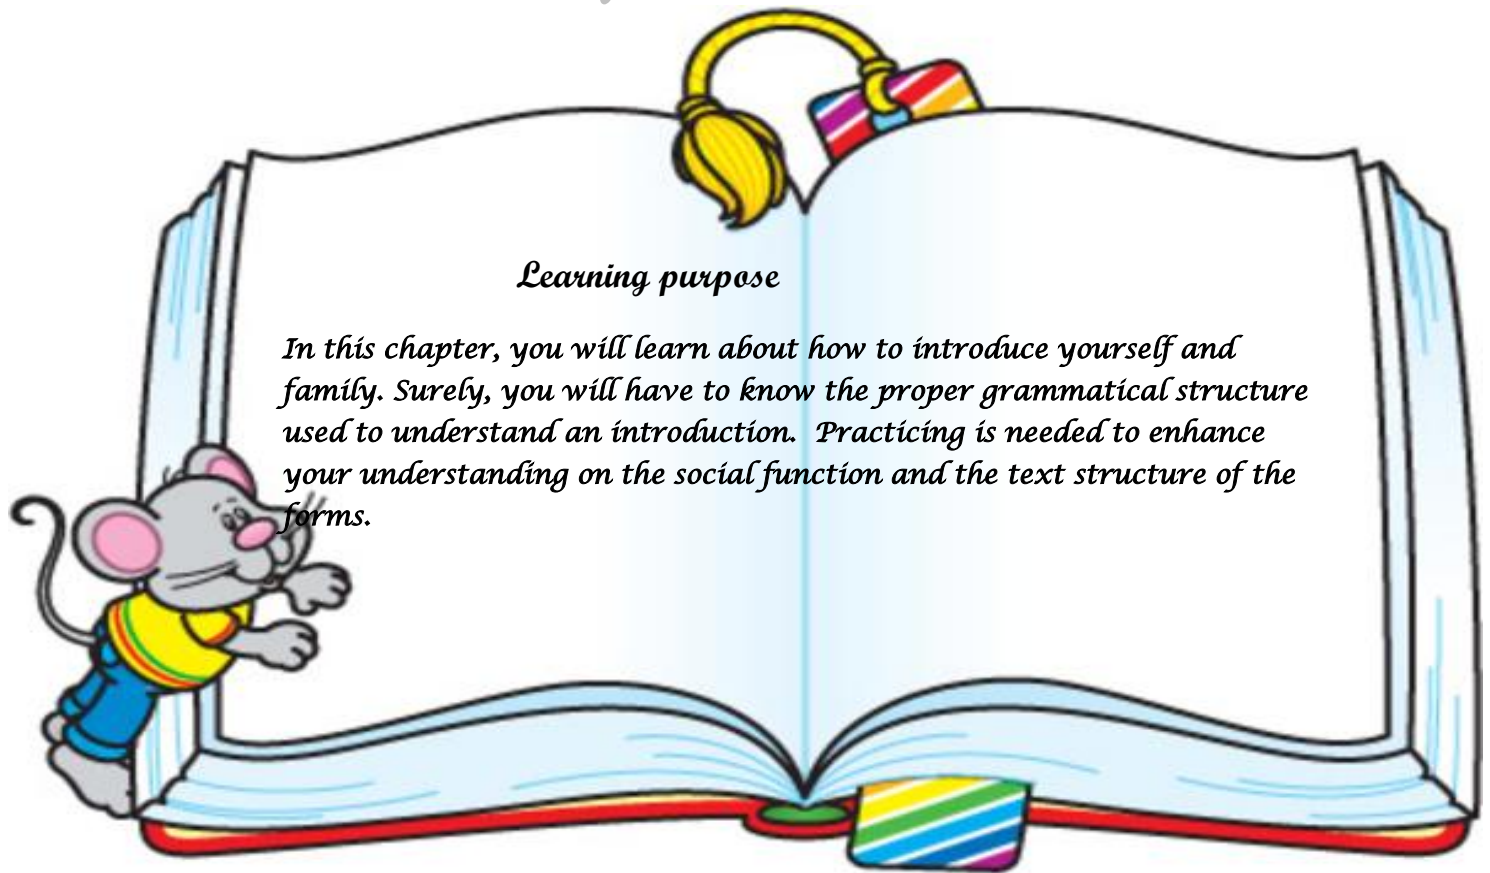 Learning purpose
In this chapter, you will learn about how to introduce yourself and
family. Surely, you will have to know the proper grammatical structure
used to understand an introduction.  Practicing is needed to enhance
your understanding on the social function and the text structure of the
forms.